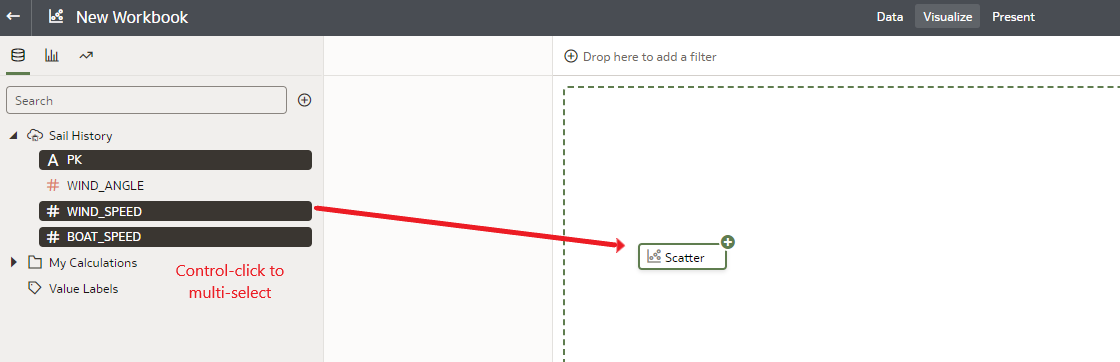 New Workbook
Data
Visualize
Present
Drop here to add a filter
Search
Sail History
A PK
# WIND_ANGLE
# WIND_SPEED
# BOAT_SPEED
My Calculations
Value Labels
Control-click to
multi-select
Scatter